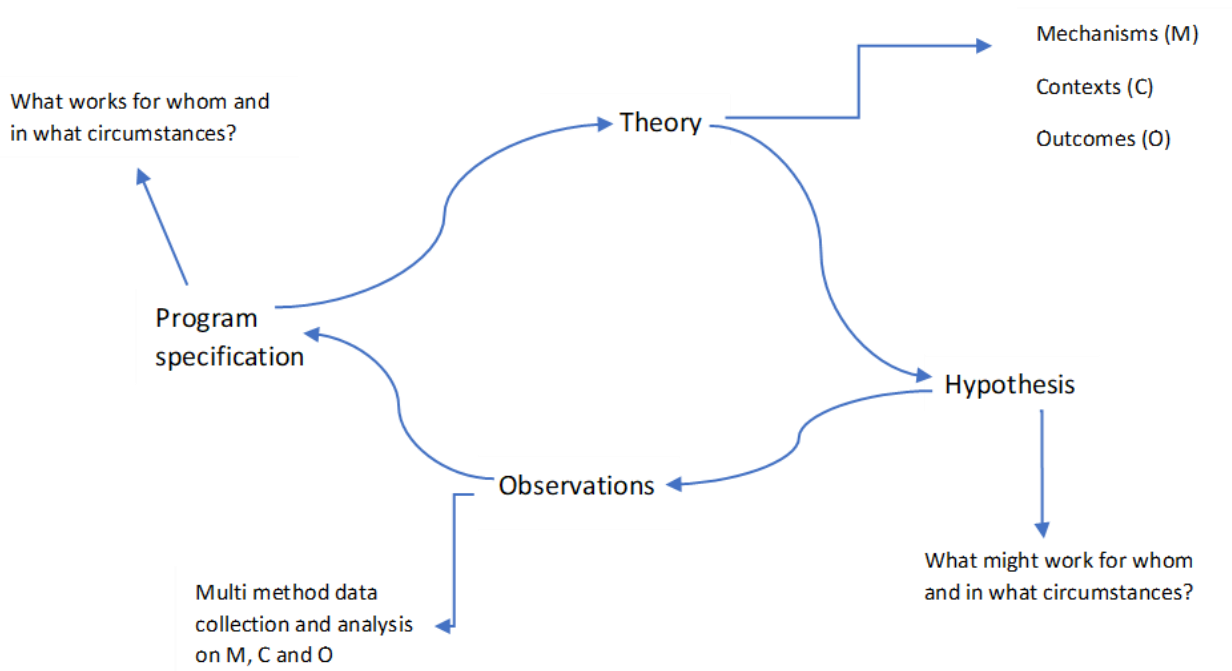 Mechanisms (M)
Contexts (C)
Outcomes (O)
What works for whom and
in what circumstances?
Theory
Program
specification
Hypothesis
Observations
What might work for whom
and in what circumstances?
Multi method data
collection and analysis
on M, C and O